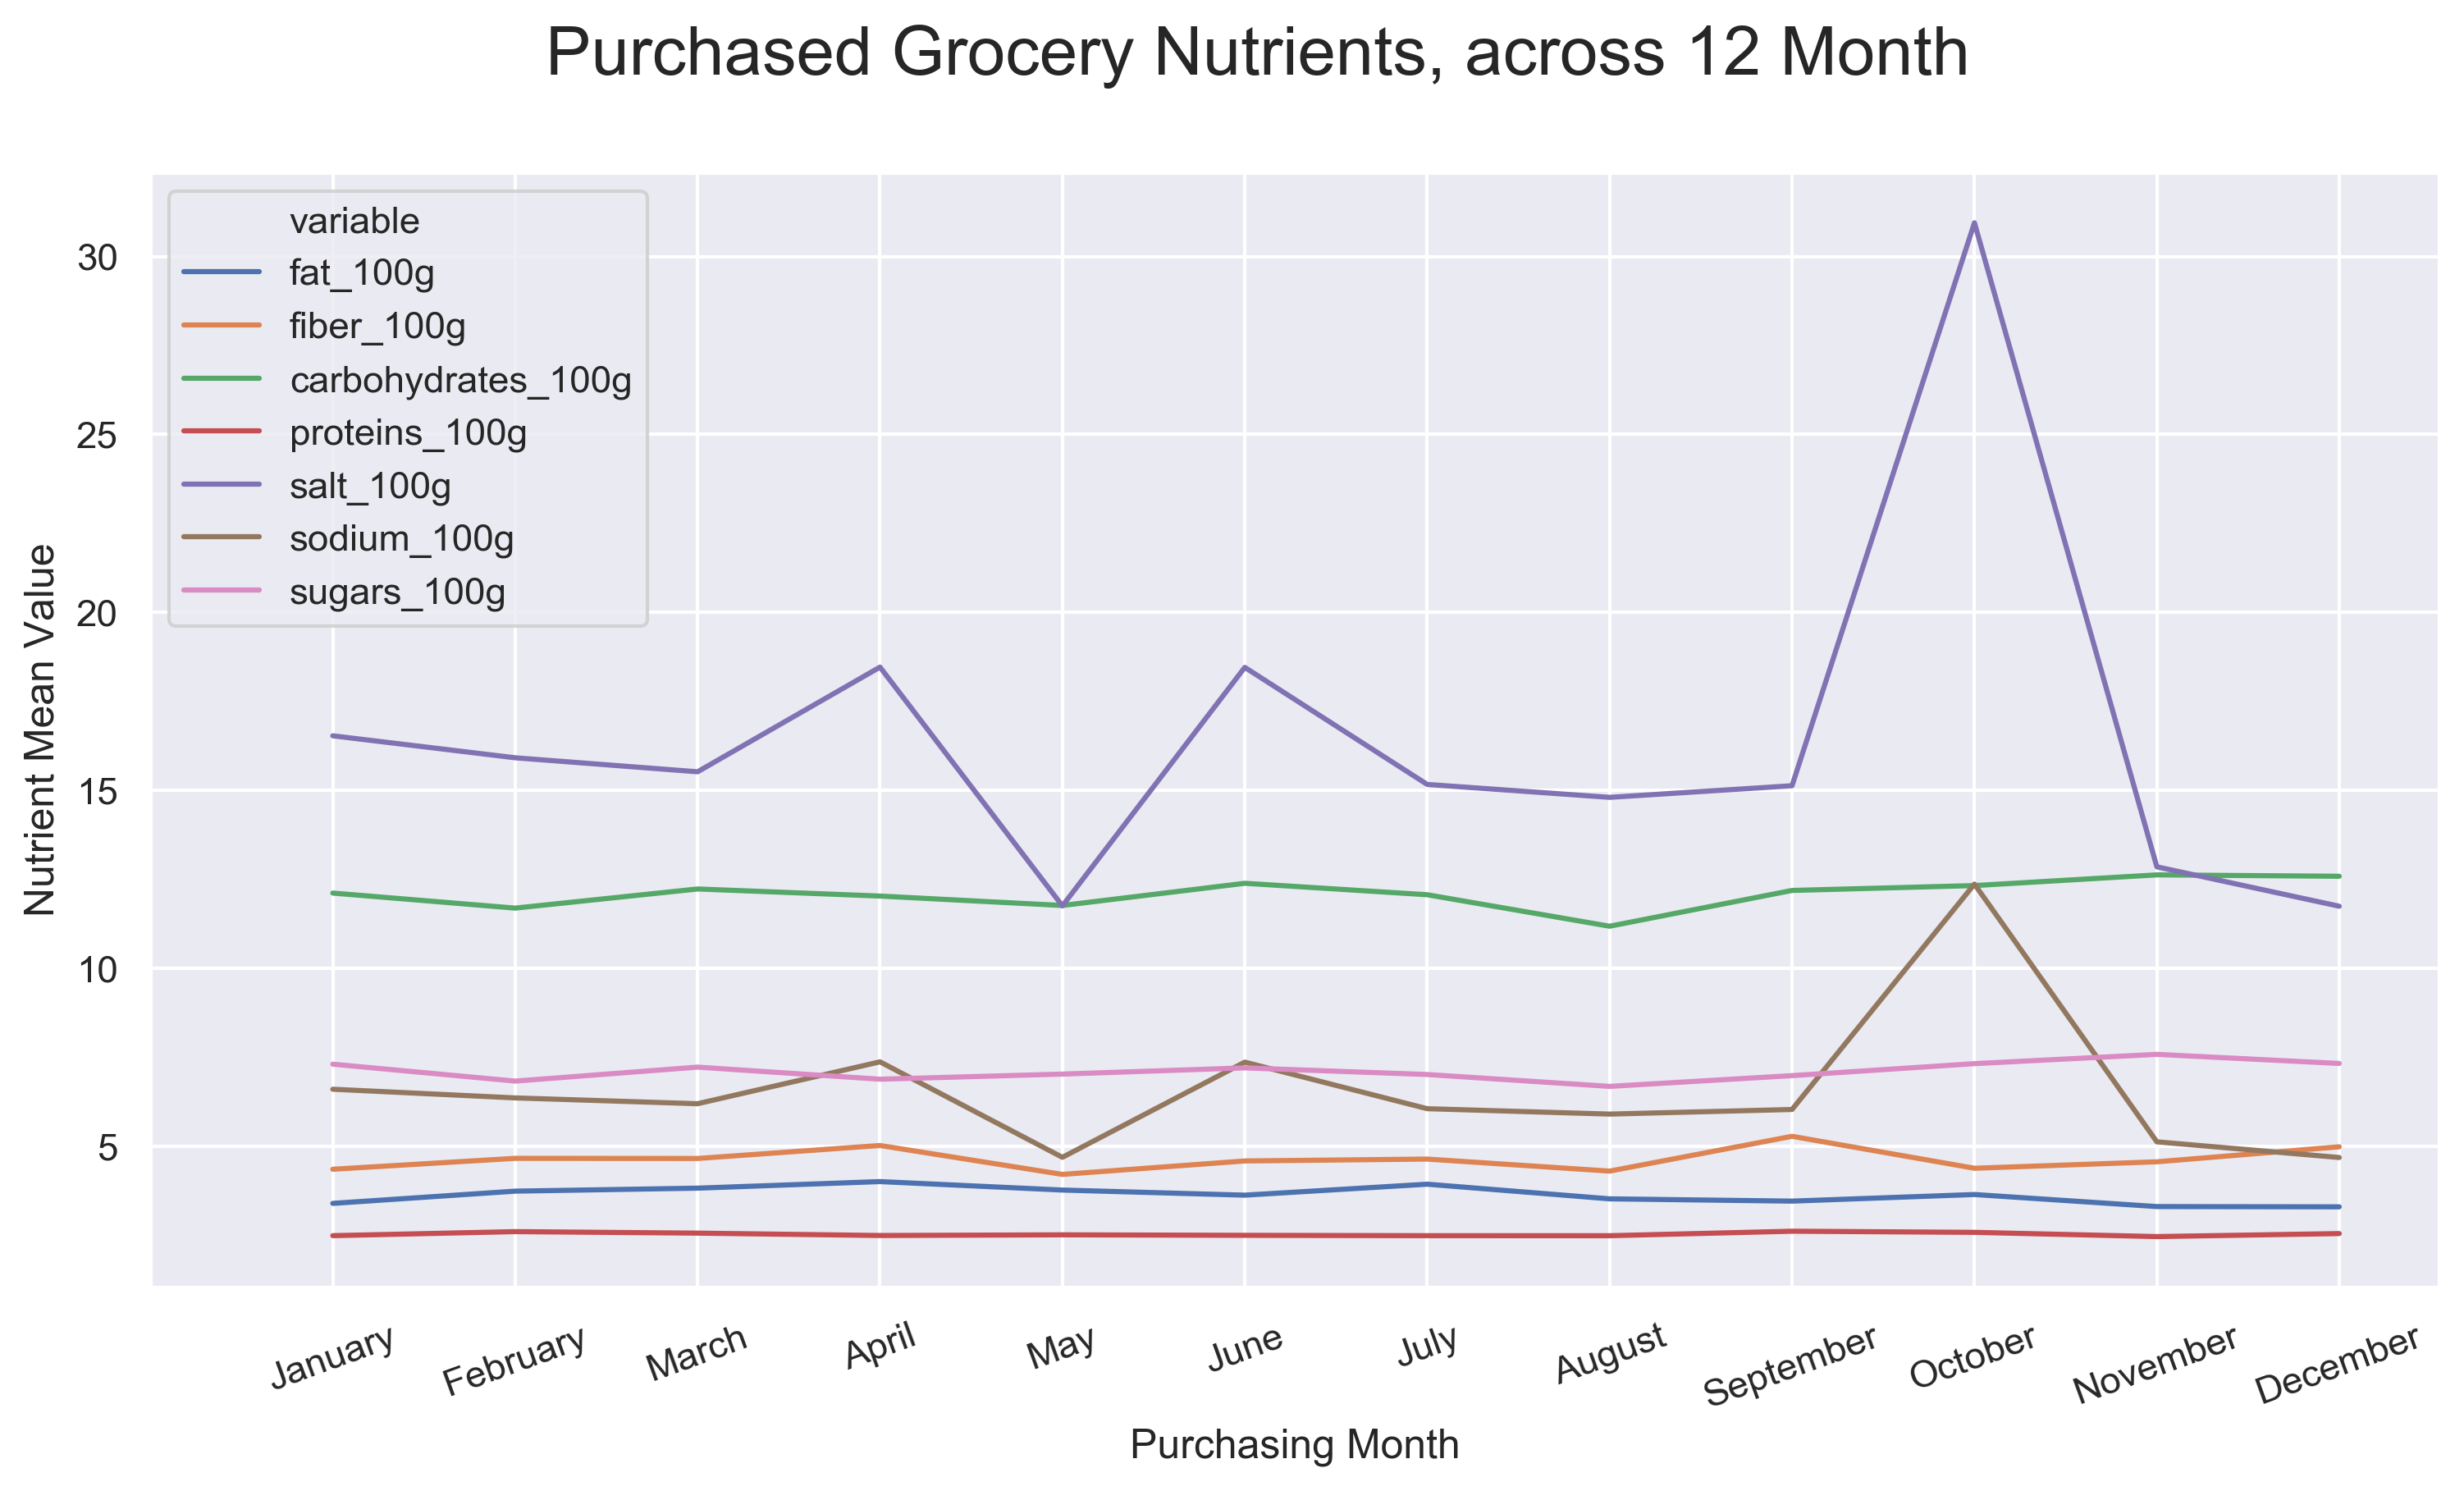 Purchased Grocery Nutrients, across 12 Month
variable
fat_100g
fiber_100g
carbohydrates_100g
proteins_100g
salt_100g
sodium_100g
sugars_100g
30
25
20
15
10
5
Nutrient Mean Value
January
February
March
April
May
June
July
August
September
October
November
December
Purchasing Month